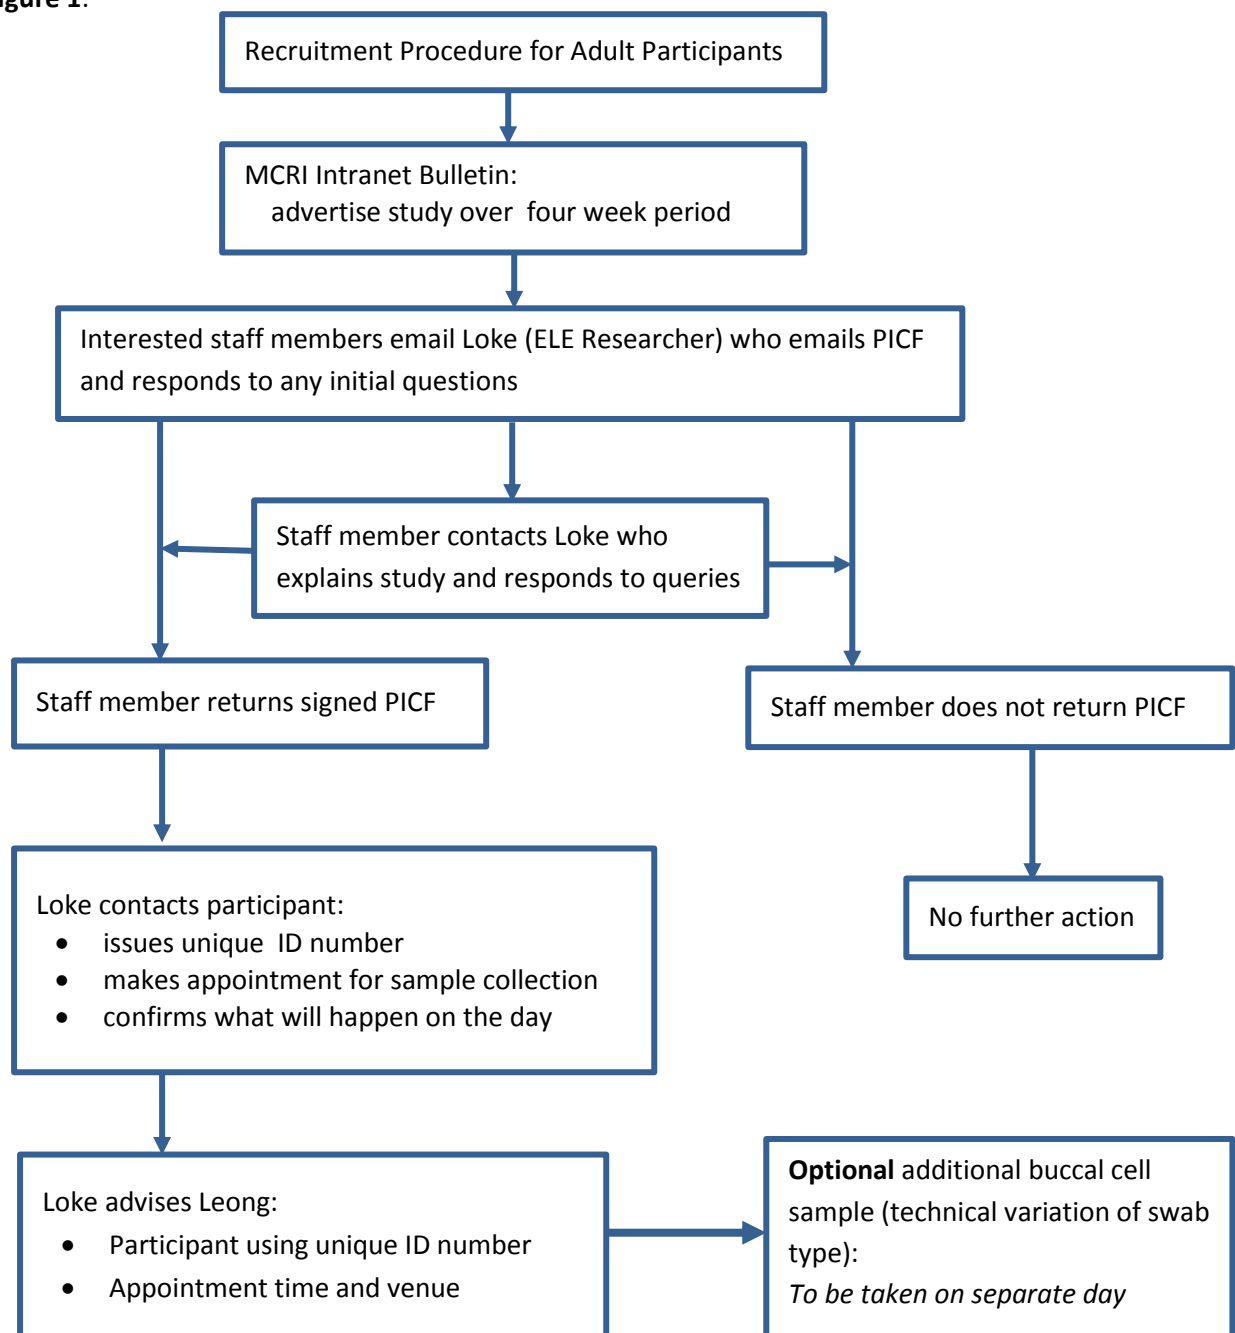 igure 1.
Recruitment Procedure for Adult Participants
MCRI Intranet Bulletin:
advertise study over four week period
Interested staff members email Loke (ELE Researcher) who emails PICF
and responds to any initial questions
Staff member contacts Loke who
explains study and responds to queries
Staff member returns signed PICF
Staff member does not return PICF
Loke contacts participant:
• issues unique ID number
• makes appointment for sample collection
• confirms what will happen on the day
No further action
Loke advises Leong:
• Participant using unique ID number
• Appointment time and venue
Optional additional buccal cell
sample (technical variation of swab
type):
To be taken on separate day